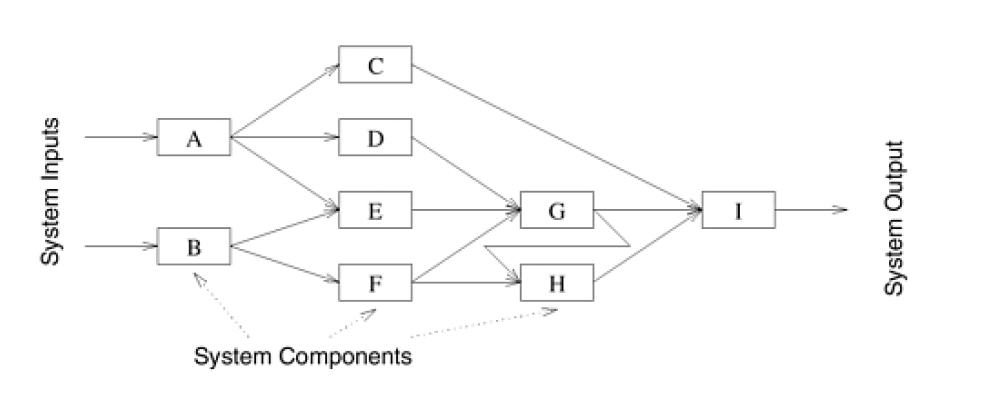 System Inputs
A
B
C
D
E
F
G
H
I
System Output
System Components